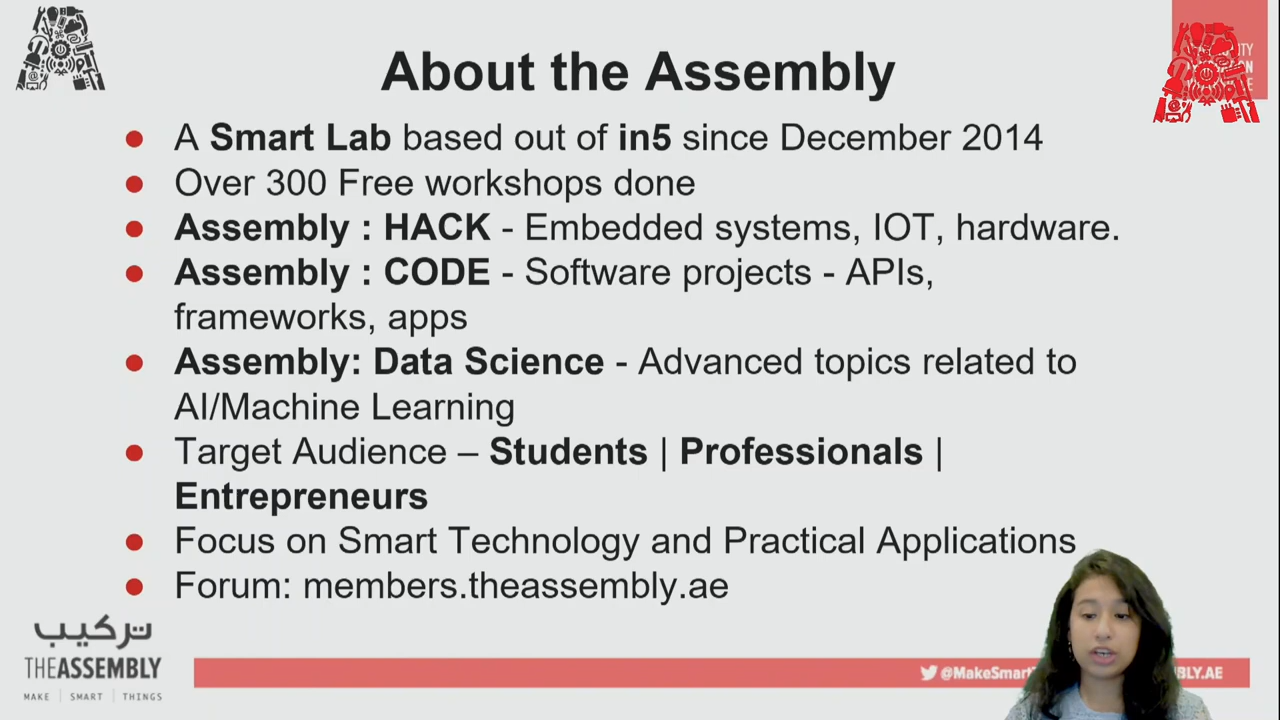 About the Assembly
A Smart Lab based out of in5 since December 2014
Over 300 Free workshops done
Assembly : HACK - Embedded systems, IOT, hardware.
Assembly : CODE - Software projects - APIs,
frameworks, apps
Assembly: Data Science - Advanced topics related to
AI/Machine Learning
Target Audience – Students | Professionals |
Entrepreneurs
Focus on Smart Technology and Practical Applications
Forum: members.theassembly.ae
تركيب
THEASSEMBLY
MAKE | SMART | THINGS
@MakeSmart
BLY.AE